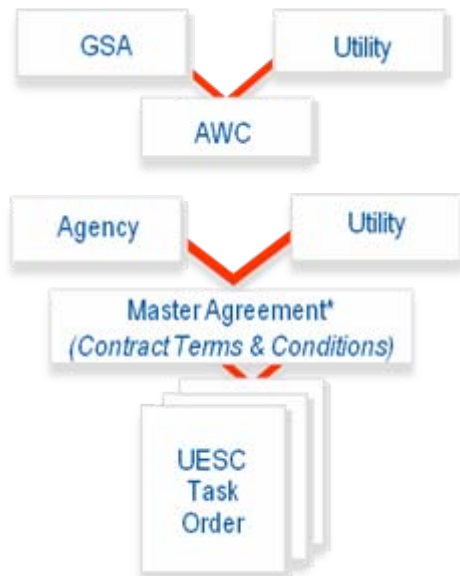 GSA
Utility
AWC
Agency
Utility
Master Agreement*
(Contract Terms & Conditions)
UESC
Task
Order